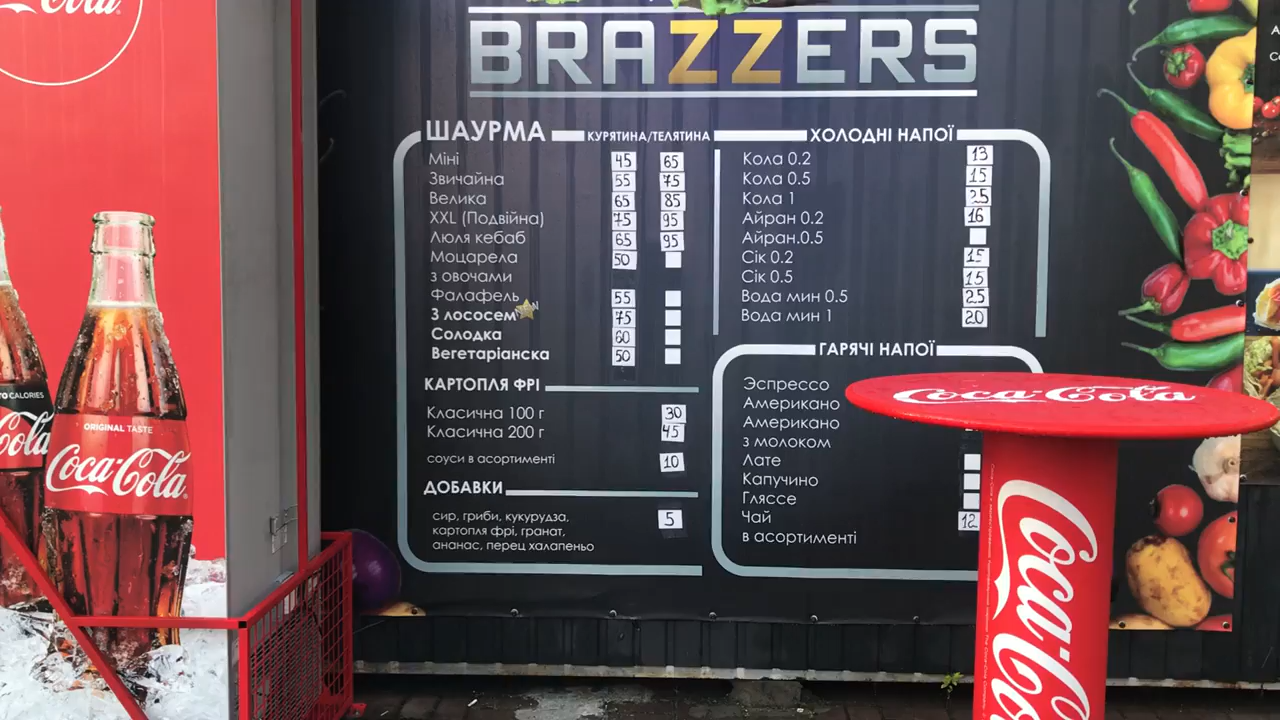 Cola
BRAZZERS
ШАУРМА КУРЯТИНА/ТЕЛЯТИНА
Міні 45 65
Звичайна 55 75
Велика 65 85
XXL (Подвійна) 75 95
Люля кебаб 65 95
Моцарела 50
з овочами
Фалафель 55
З лососем 75
Солодка 60
Вегетаріанська 50
КАРТОПЛЯ ФРІ
Класична 100 г 30
Класична 200 г 45
соуси в асортименті 10
ДОБАВКИ
сир, гриби, кукурудза, 5
картопля фрі, гранат,
ананас, перец халапеньо
ХОЛОДНІ НАПОЇ
Кола 0.2 13
Кола 0.5 15
Кола 1 25
Айран 0.2 16
Айран.0.5
Сік 0.2 15
Сік 0.5 15
Вода мин 0.5 25
Вода мин 1 20
ГАРЯЧІ НАПОЇ
Эспрессо
Американо
Американо
з молоком
Лате
Капучино
Гляссе
Чай 12
в асортименті
CALORIES
ORIGINAL TASTE
Coca-Cola
Coca-Cola
Coca-Cola